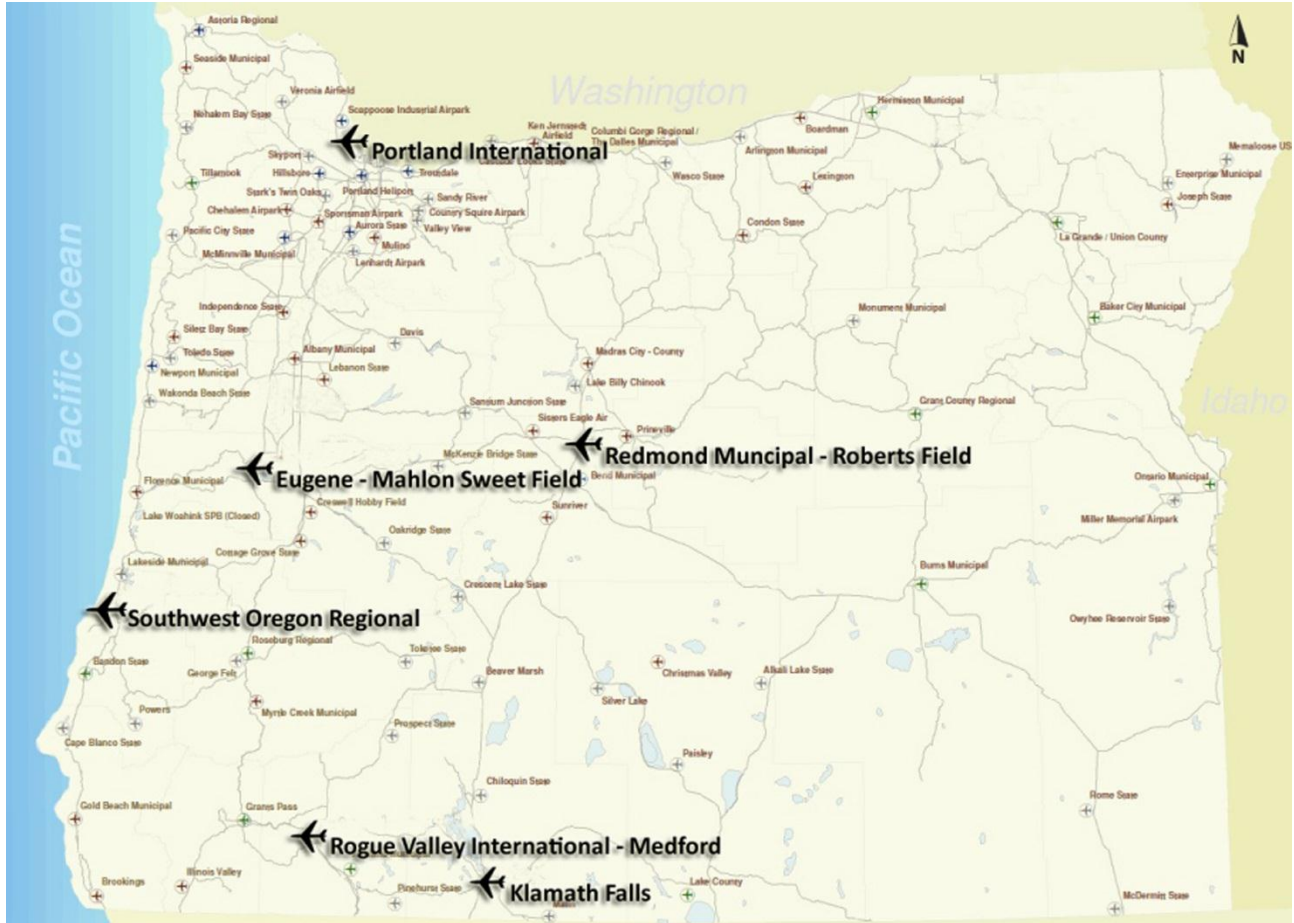 Astoria Regional
N
Seaside Municipal
Washington
Vernonia Airfield
Hermiston Municipal
Scappoose Industrial Airpark
Nehalem Bay State
Ken Jernstedt
Airfield
Columbi Gorge Regional /
The Dalles Municipal
Boardman
Portland International
Arlington Municipal
Memaloose US
Skyport
Tillamook
Hillsboro
Troutdale
Wasco State
Enterprise Municipal
Lexington
Stark's Twin Oaks
Portland Heliport
Sandy River
Joseph State
Chehalem Airpark
Sportsman Airpark
Country Squire Airpark
Condon State
Pacific City State
Aurora State
Valley View
La Grande / Union County
Mulino
McMinnville Municipal
Lenhardt Airpark
Pacific Ocean
Independence State
Monument Municipal
Baker City Municipal
Siletz Bay State
Davis
Toledo State
Albany Municipal
Madras City - County
Newport Municipal
Lebanon State
Lake Billy Chinook
Wakonda Beach State
Santiam Junction State
Grant County Regional
Idaho
Sisters Eagle Air
Prineville
McKenzie Bridge State
Redmond Muncipal - Roberts Field
Eugene - Mahlon Sweet Field
Bend Municipal
Florence Municipal
Ontario Municipal
Creswell Hobby Field
Sunriver
Lake Woahink SPB (Closed)
Miller Memorial Airpark
Oakridge State
Cottage Grove State
Lakeside Municipal
Burns Municipal
Crescent Lake State
Southwest Oregon Regional
Owyhee Reservoir State
Roseburg Regional
Toketee State
Bandon State
George Felt
Beaver Marsh
Christmas Valley
Alkali Lake State
Silver Lake
Powers
Myrtle Creek Municipal
Prospect State
Cape Blanco State
Paisley
Chiloquin State
Gold Beach Municipal
Grants Pass
Rome State
Rogue Valley International - Medford
Illinois Valley
Pinehurst State
Klamath Falls
Lake County
Brookings
McDermitt State